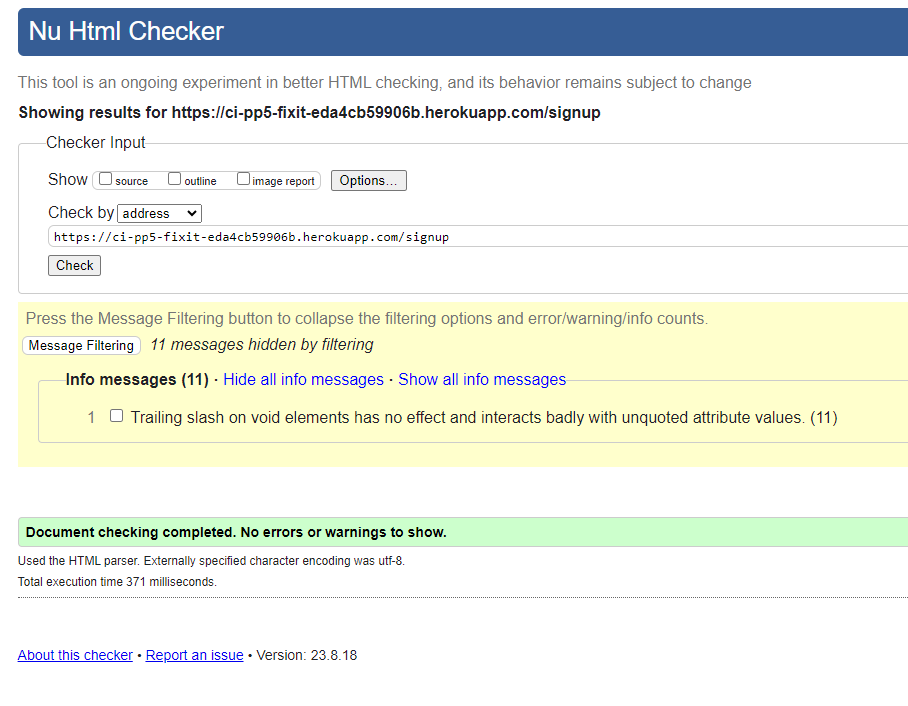 Nu Html Checker
This tool is an ongoing experiment in better HTML checking, and its behavior remains subject to change
Showing results for https://ci-pp5-fixit-eda4cb59906b.herokuapp.com/signup
Checker Input
Show source outline image report Options...
Check by address
https://ci-pp5-fixit-eda4cb59906b.herokuapp.com/signup
Check
Press the Message Filtering button to collapse the filtering options and error/warning/info counts.
Message Filtering 11 messages hidden by filtering
Info messages (11) · Hide all info messages · Show all info messages
1 Trailing slash on void elements has no effect and interacts badly with unquoted attribute values. (11)
Document checking completed. No errors or warnings to show.
Used the HTML parser. Externally specified character encoding was utf-8.
Total execution time 371 milliseconds.
About this checker • Report an issue • Version: 23.8.18